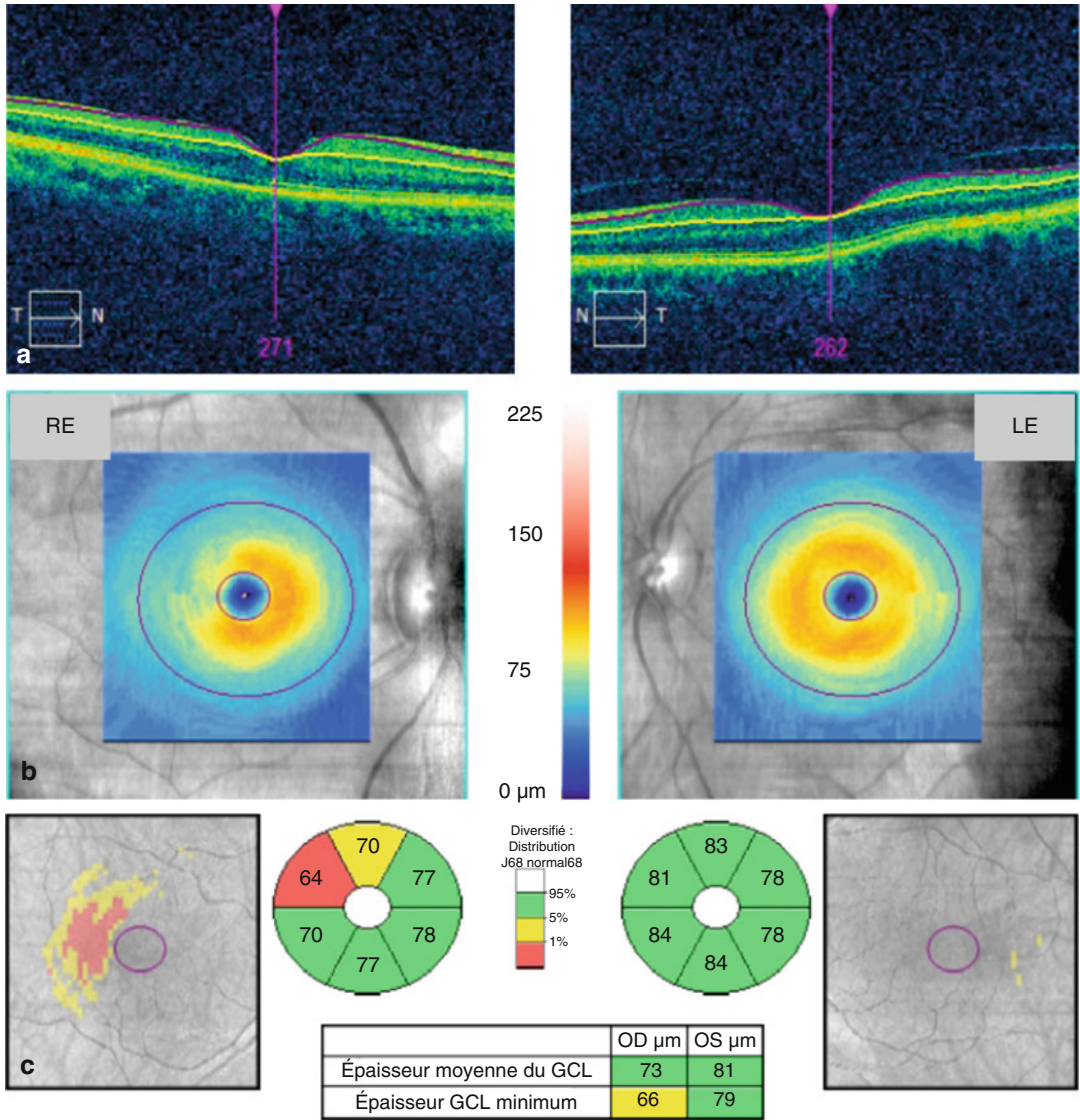 T N
271
a
N T
262
RE
LE
225
150
75
0 µm
b
70
64
77
70
78
77
Diversifié :
Distribution
J68 normal68
95%
5%
1%
83
81
78
84
78
84
c
OD µm OS µm
Épaisseur moyenne du GCL 73 81
Épaisseur GCL minimum 66 79